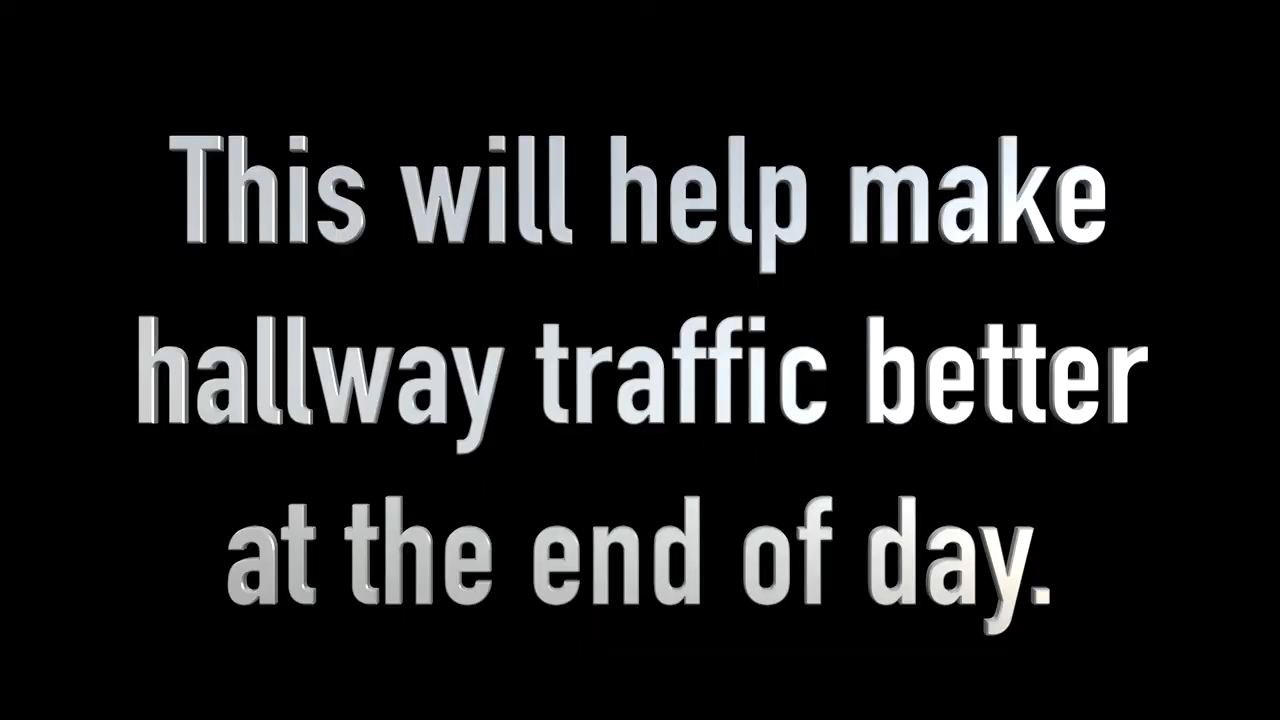 This will help make
hallway traffic better
at the end of day.